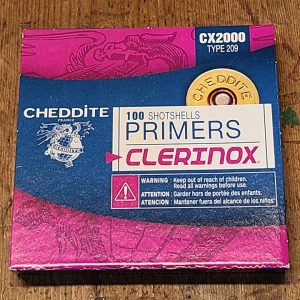 CX2000
TYPE 209
CHEDDITE
CHEDDiTE
FRANCE
CHEDDITE
100 SHOTSHELLS
PRIMERS
CLERINOX
WARNING : Keep out of reach of children.
Read all warnings before use.
ATTENTION : Garder hors de portée des enfants.
ATENCION : Mantener fuera del alcance de los niños